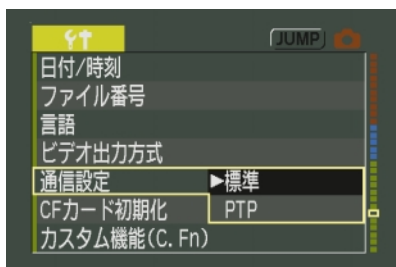 JUMP
日付/時刻
ファイル番号
言語
ビデオ出力方式
通信設定 ▶標準
CFカード初期化 PTP
カスタム機能(C.Fn)